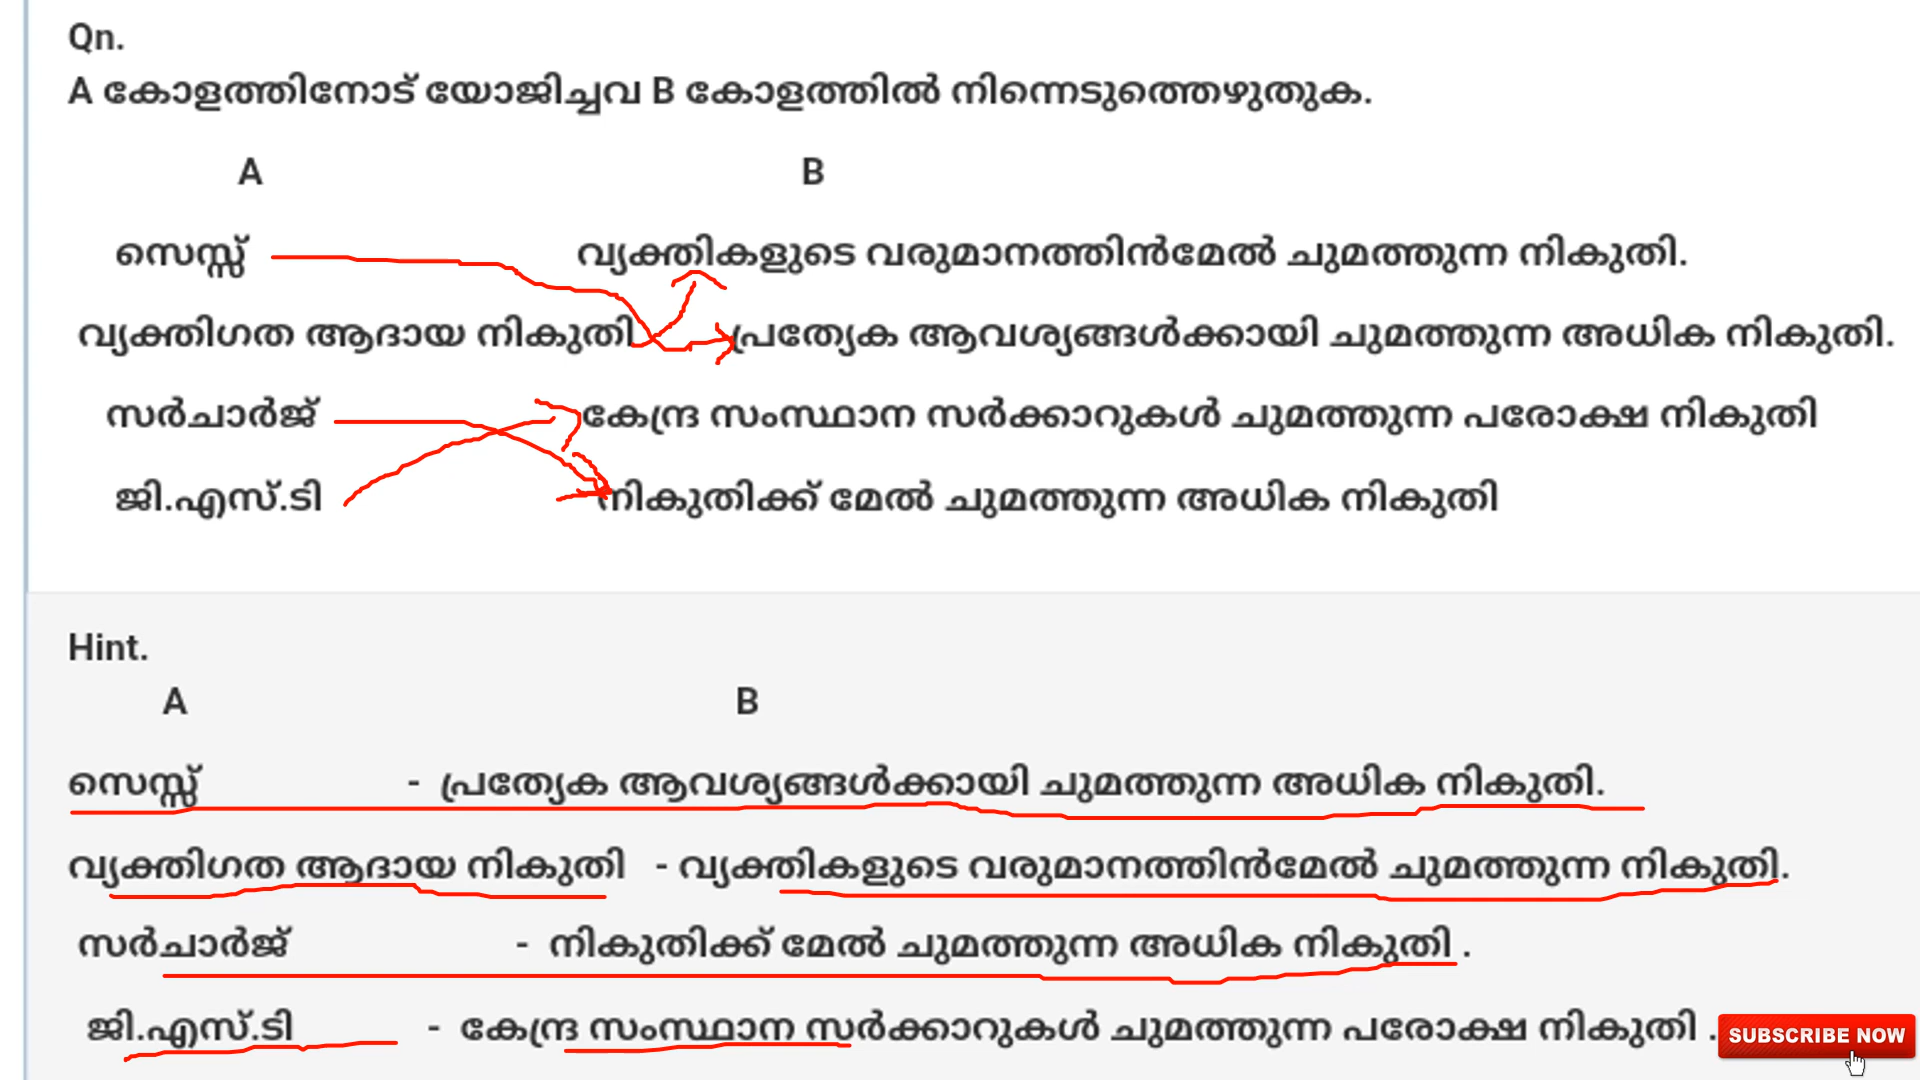 Qn.
A കോളത്തിനോട് യോജിച്ചവ B കോളത്തിൽ നിന്നെടുത്തെഴുതുക.
A B
സെസ്സ് വ്യക്തികളുടെ വരുമാനത്തിൻമേൽ ചുമത്തുന്ന നികുതി.
വ്യക്തിഗത ആദായ നികുതി പ്രത്യേക ആവശ്യങ്ങൾക്കായി ചുമത്തുന്ന അധിക നികുതി.
സർചാർജ് കേന്ദ്ര സംസ്ഥാന സർക്കാറുകൾ ചുമത്തുന്ന പരോക്ഷ നികുതി
ജി.എസ്.ടി നികുതിക്ക് മേൽ ചുമത്തുന്ന അധിക നികുതി
Hint.
A B
സെസ്സ് - പ്രത്യേക ആവശ്യങ്ങൾക്കായി ചുമത്തുന്ന അധിക നികുതി.
വ്യക്തിഗത ആദായ നികുതി - വ്യക്തികളുടെ വരുമാനത്തിൻമേൽ ചുമത്തുന്ന നികുതി.
സർചാർജ് - നികുതിക്ക് മേൽ ചുമത്തുന്ന അധിക നികുതി .
ജി.എസ്.ടി - കേന്ദ്ര സംസ്ഥാന സർക്കാറുകൾ ചുമത്തുന്ന പരോക്ഷ നികുതി .
SUBSCRIBE NOW